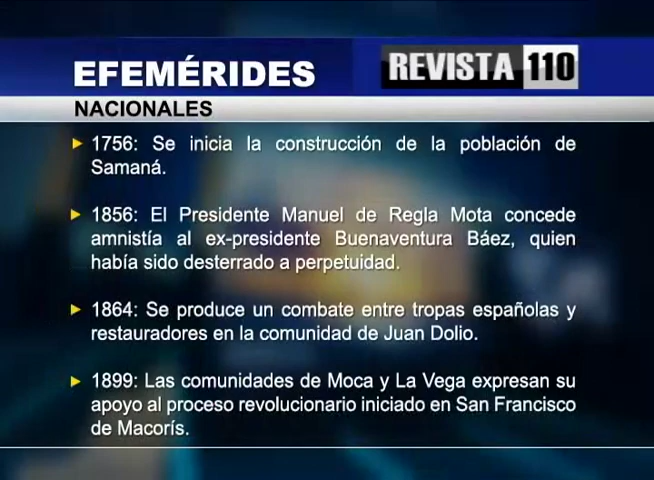 EFEMÉRIDES
REVISTA 110
NACIONALES
1756: Se inicia la construcción de la población de
Samaná.
1856: El Presidente Manuel de Regla Mota concede
amnistía al ex-presidente Buenaventura Báez, quien
había sido desterrado a perpetuidad.
1864: Se produce un combate entre tropas españolas y
restauradores en la comunidad de Juan Dolio.
1899: Las comunidades de Moca y La Vega expresan su
apoyo al proceso revolucionario iniciado en San Francisco
de Macorís.